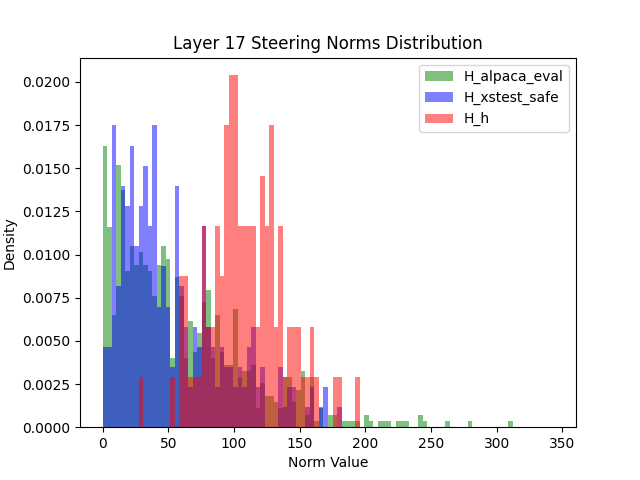 Layer 17 Steering Norms Distribution
H_alpaca_eval
H_xstest_safe
H_h
0.0200
0.0175
0.0150
0.0125
0.0100
0.0075
0.0050
0.0025
0.0000
Density
0 50 100 150 200 250 300 350
Norm Value